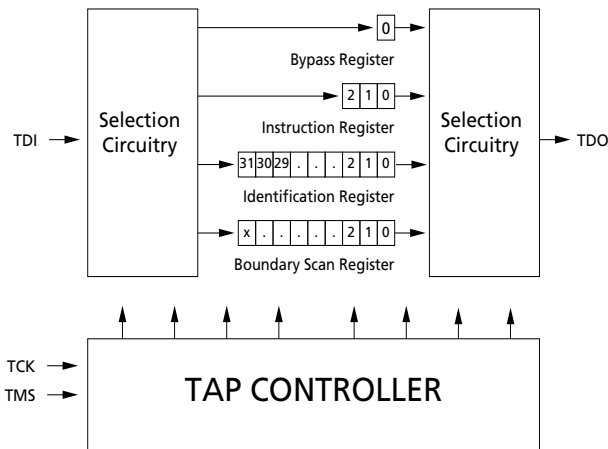 0
Bypass Register
2 1 0
Selection Circuitry
Instruction Register
Selection Circuitry
TDI
TDO
31 30 29 . . . 2 1 0
Identification Register
x . . . . . 2 1 0
Boundary Scan Register
TCK
TMS
TAP CONTROLLER